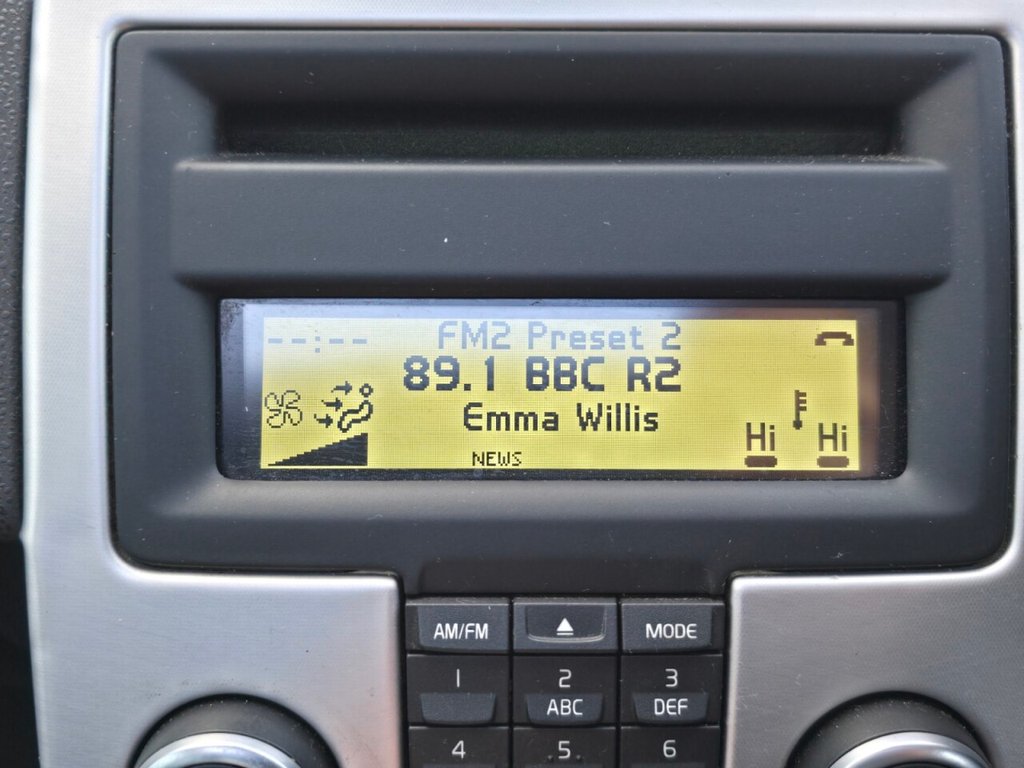 --:-- FM2 Preset 2
89.1 BBC R2
Emma Willis
Hi Hi
NEWS
AM/FM MODE
1 2 3
ABC DEF
4 5 6